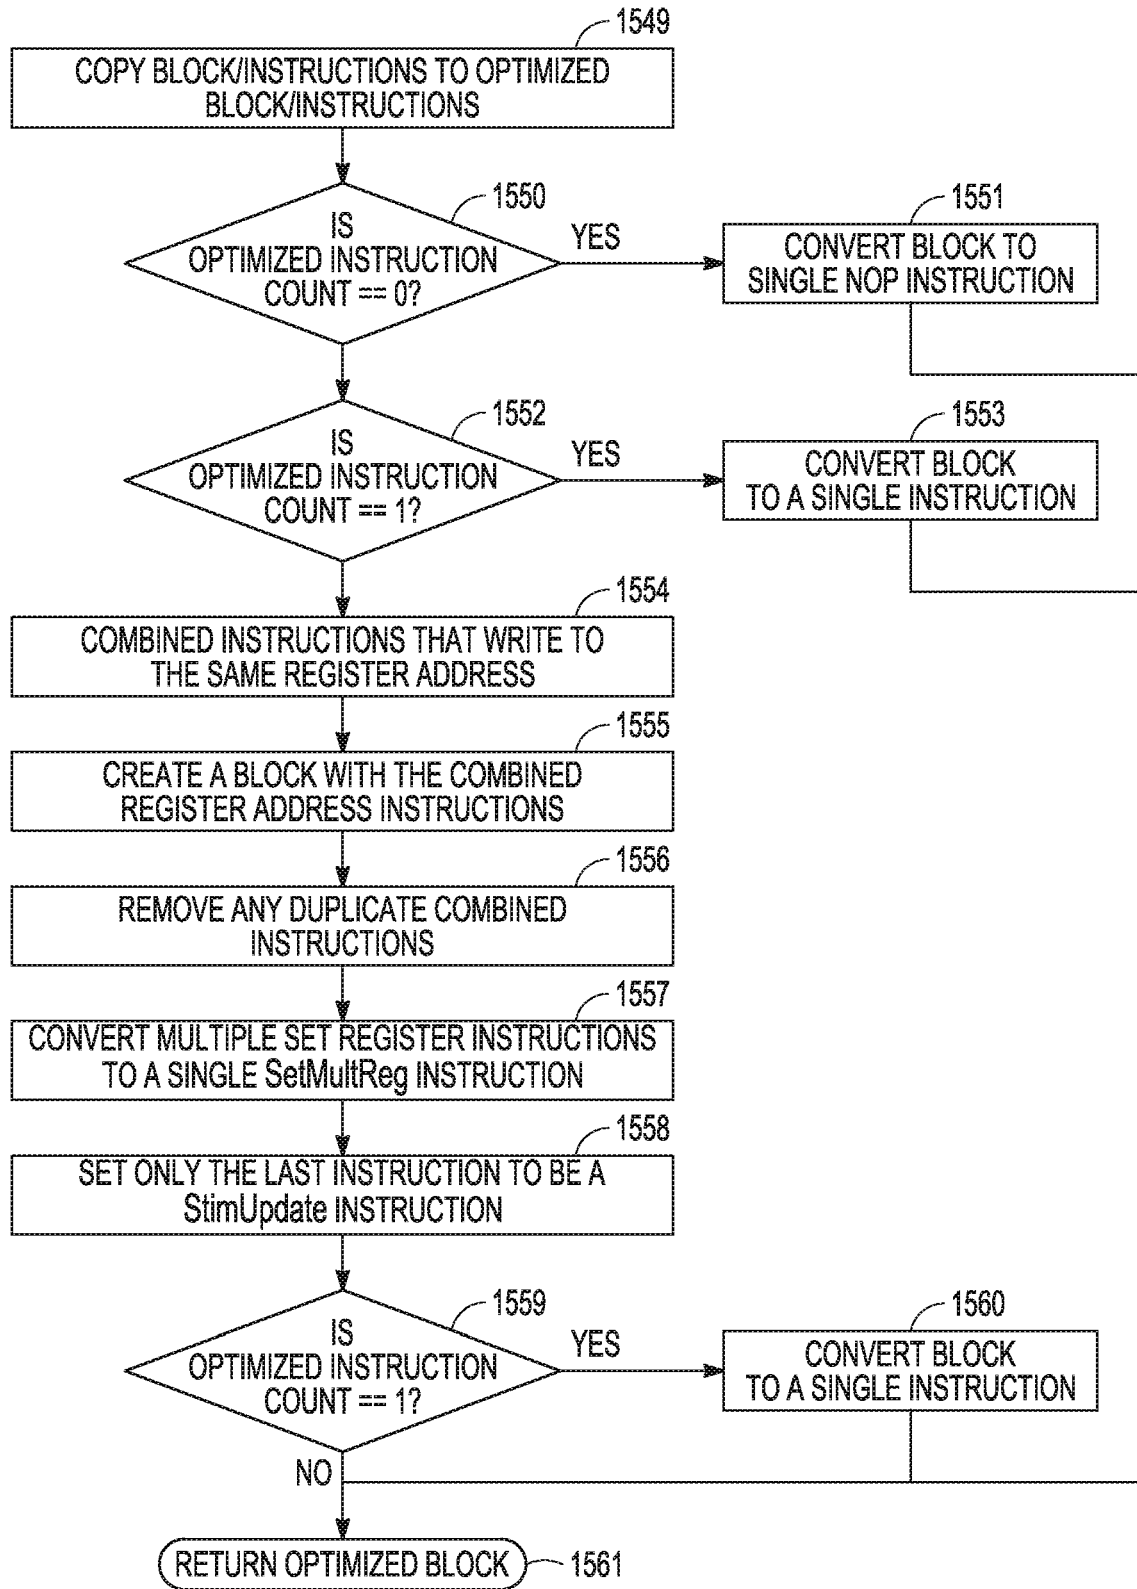 1549
COPY BLOCK/INSTRUCTIONS TO OPTIMIZED
BLOCK/INSTRUCTIONS
1550
IS
OPTIMIZED INSTRUCTION
COUNT == 0?
YES
1551
CONVERT BLOCK TO
SINGLE NOP INSTRUCTION
1552
IS
OPTIMIZED INSTRUCTION
COUNT == 1?
YES
1553
CONVERT BLOCK
TO A SINGLE INSTRUCTION
1554
COMBINED INSTRUCTIONS THAT WRITE TO
THE SAME REGISTER ADDRESS
1555
CREATE A BLOCK WITH THE COMBINED
REGISTER ADDRESS INSTRUCTIONS
1556
REMOVE ANY DUPLICATE COMBINED
INSTRUCTIONS
1557
CONVERT MULTIPLE SET REGISTER INSTRUCTIONS
TO A SINGLE SetMultReg INSTRUCTION
1558
SET ONLY THE LAST INSTRUCTION TO BE A
StimUpdate INSTRUCTION
1559
IS
OPTIMIZED INSTRUCTION
COUNT == 1?
YES
1560
CONVERT BLOCK
TO A SINGLE INSTRUCTION
NO
RETURN OPTIMIZED BLOCK
1561